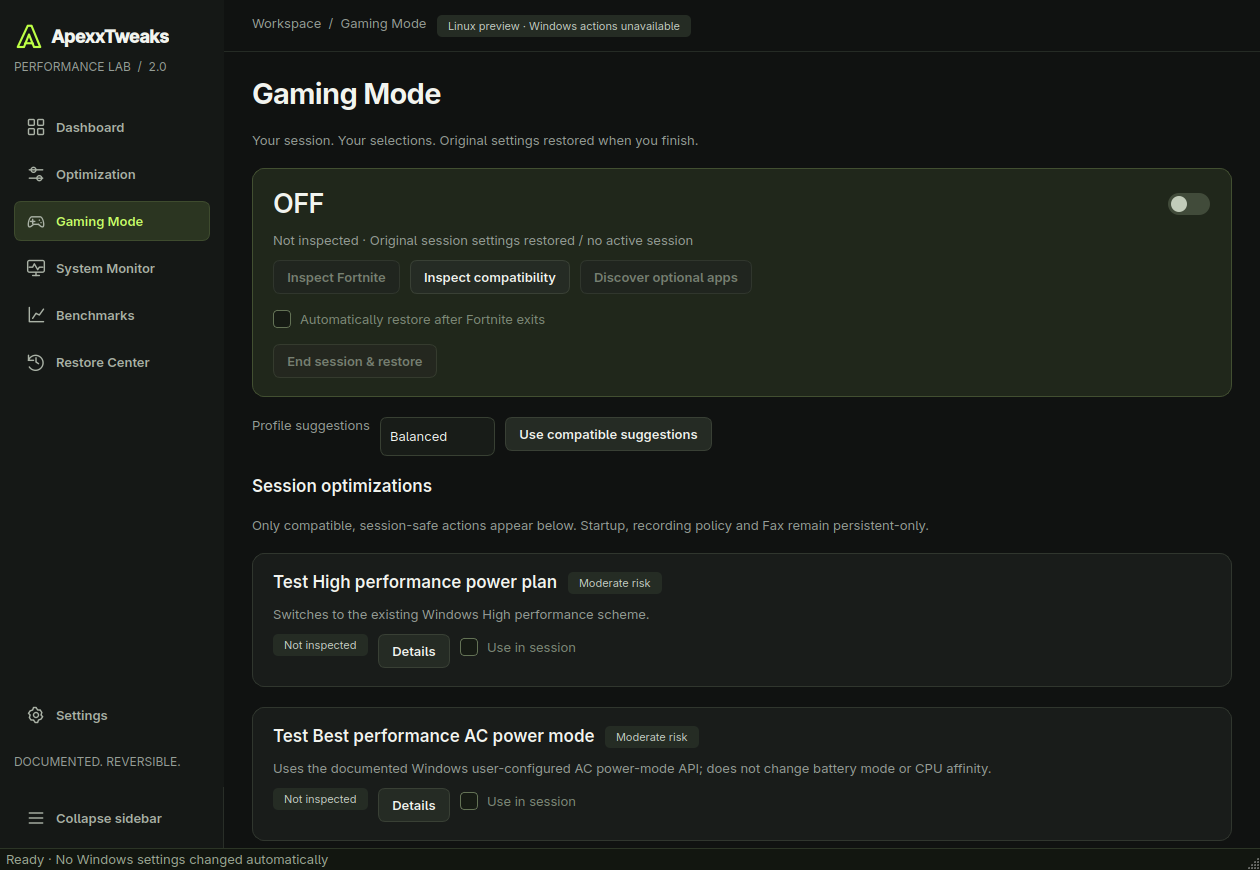 ApexxTweaks
PERFORMANCE LAB / 2.0
Dashboard
Optimization
Gaming Mode
System Monitor
Benchmarks
Restore Center
Settings
DOCUMENTED. REVERSIBLE.
Collapse sidebar
Workspace / Gaming Mode
Linux preview · Windows actions unavailable
Gaming Mode
Your session. Your selections. Original settings restored when you finish.
OFF
Not inspected · Original session settings restored / no active session
Inspect Fortnite
Inspect compatibility
Discover optional apps
Automatically restore after Fortnite exits
End session & restore
Profile suggestions
Balanced
Use compatible suggestions
Session optimizations
Only compatible, session-safe actions appear below. Startup, recording policy and Fax remain persistent-only.
Test High performance power plan
Moderate risk
Switches to the existing Windows High performance scheme.
Not inspected
Details
Use in session
Test Best performance AC power mode
Moderate risk
Uses the documented Windows user-configured AC power-mode API; does not change battery mode or CPU affinity.
Not inspected
Details
Use in session
Ready · No Windows settings changed automatically